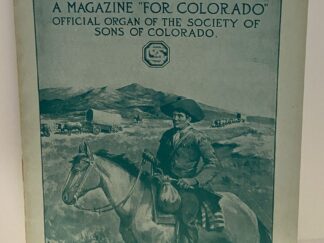 A MAGAZINE "FOR COLORADO"
OFFICIAL ORGAN OF THE SOCIETY OF
SONS OF COLORADO.